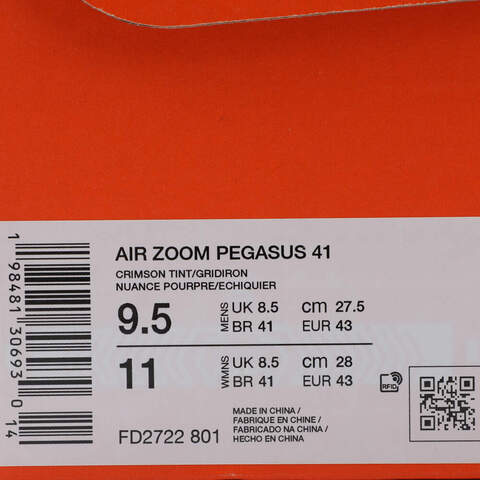 AIR ZOOM PEGASUS 41
CRIMSON TINT/GRIDIRON
NUANCE POURPRE/ECHIQUIER
9.5 MENS UK 8.5 cm 27.5
BR 41 EUR 43
11 WMNS UK 8.5 cm 28
BR 41 EUR 43
RFID
MADE IN CHINA /
FABRIQUE EN CHINE /
FABRICADO NA CHINA /
HECHO EN CHINA
FD2722 801
1 98481 30693 0 14